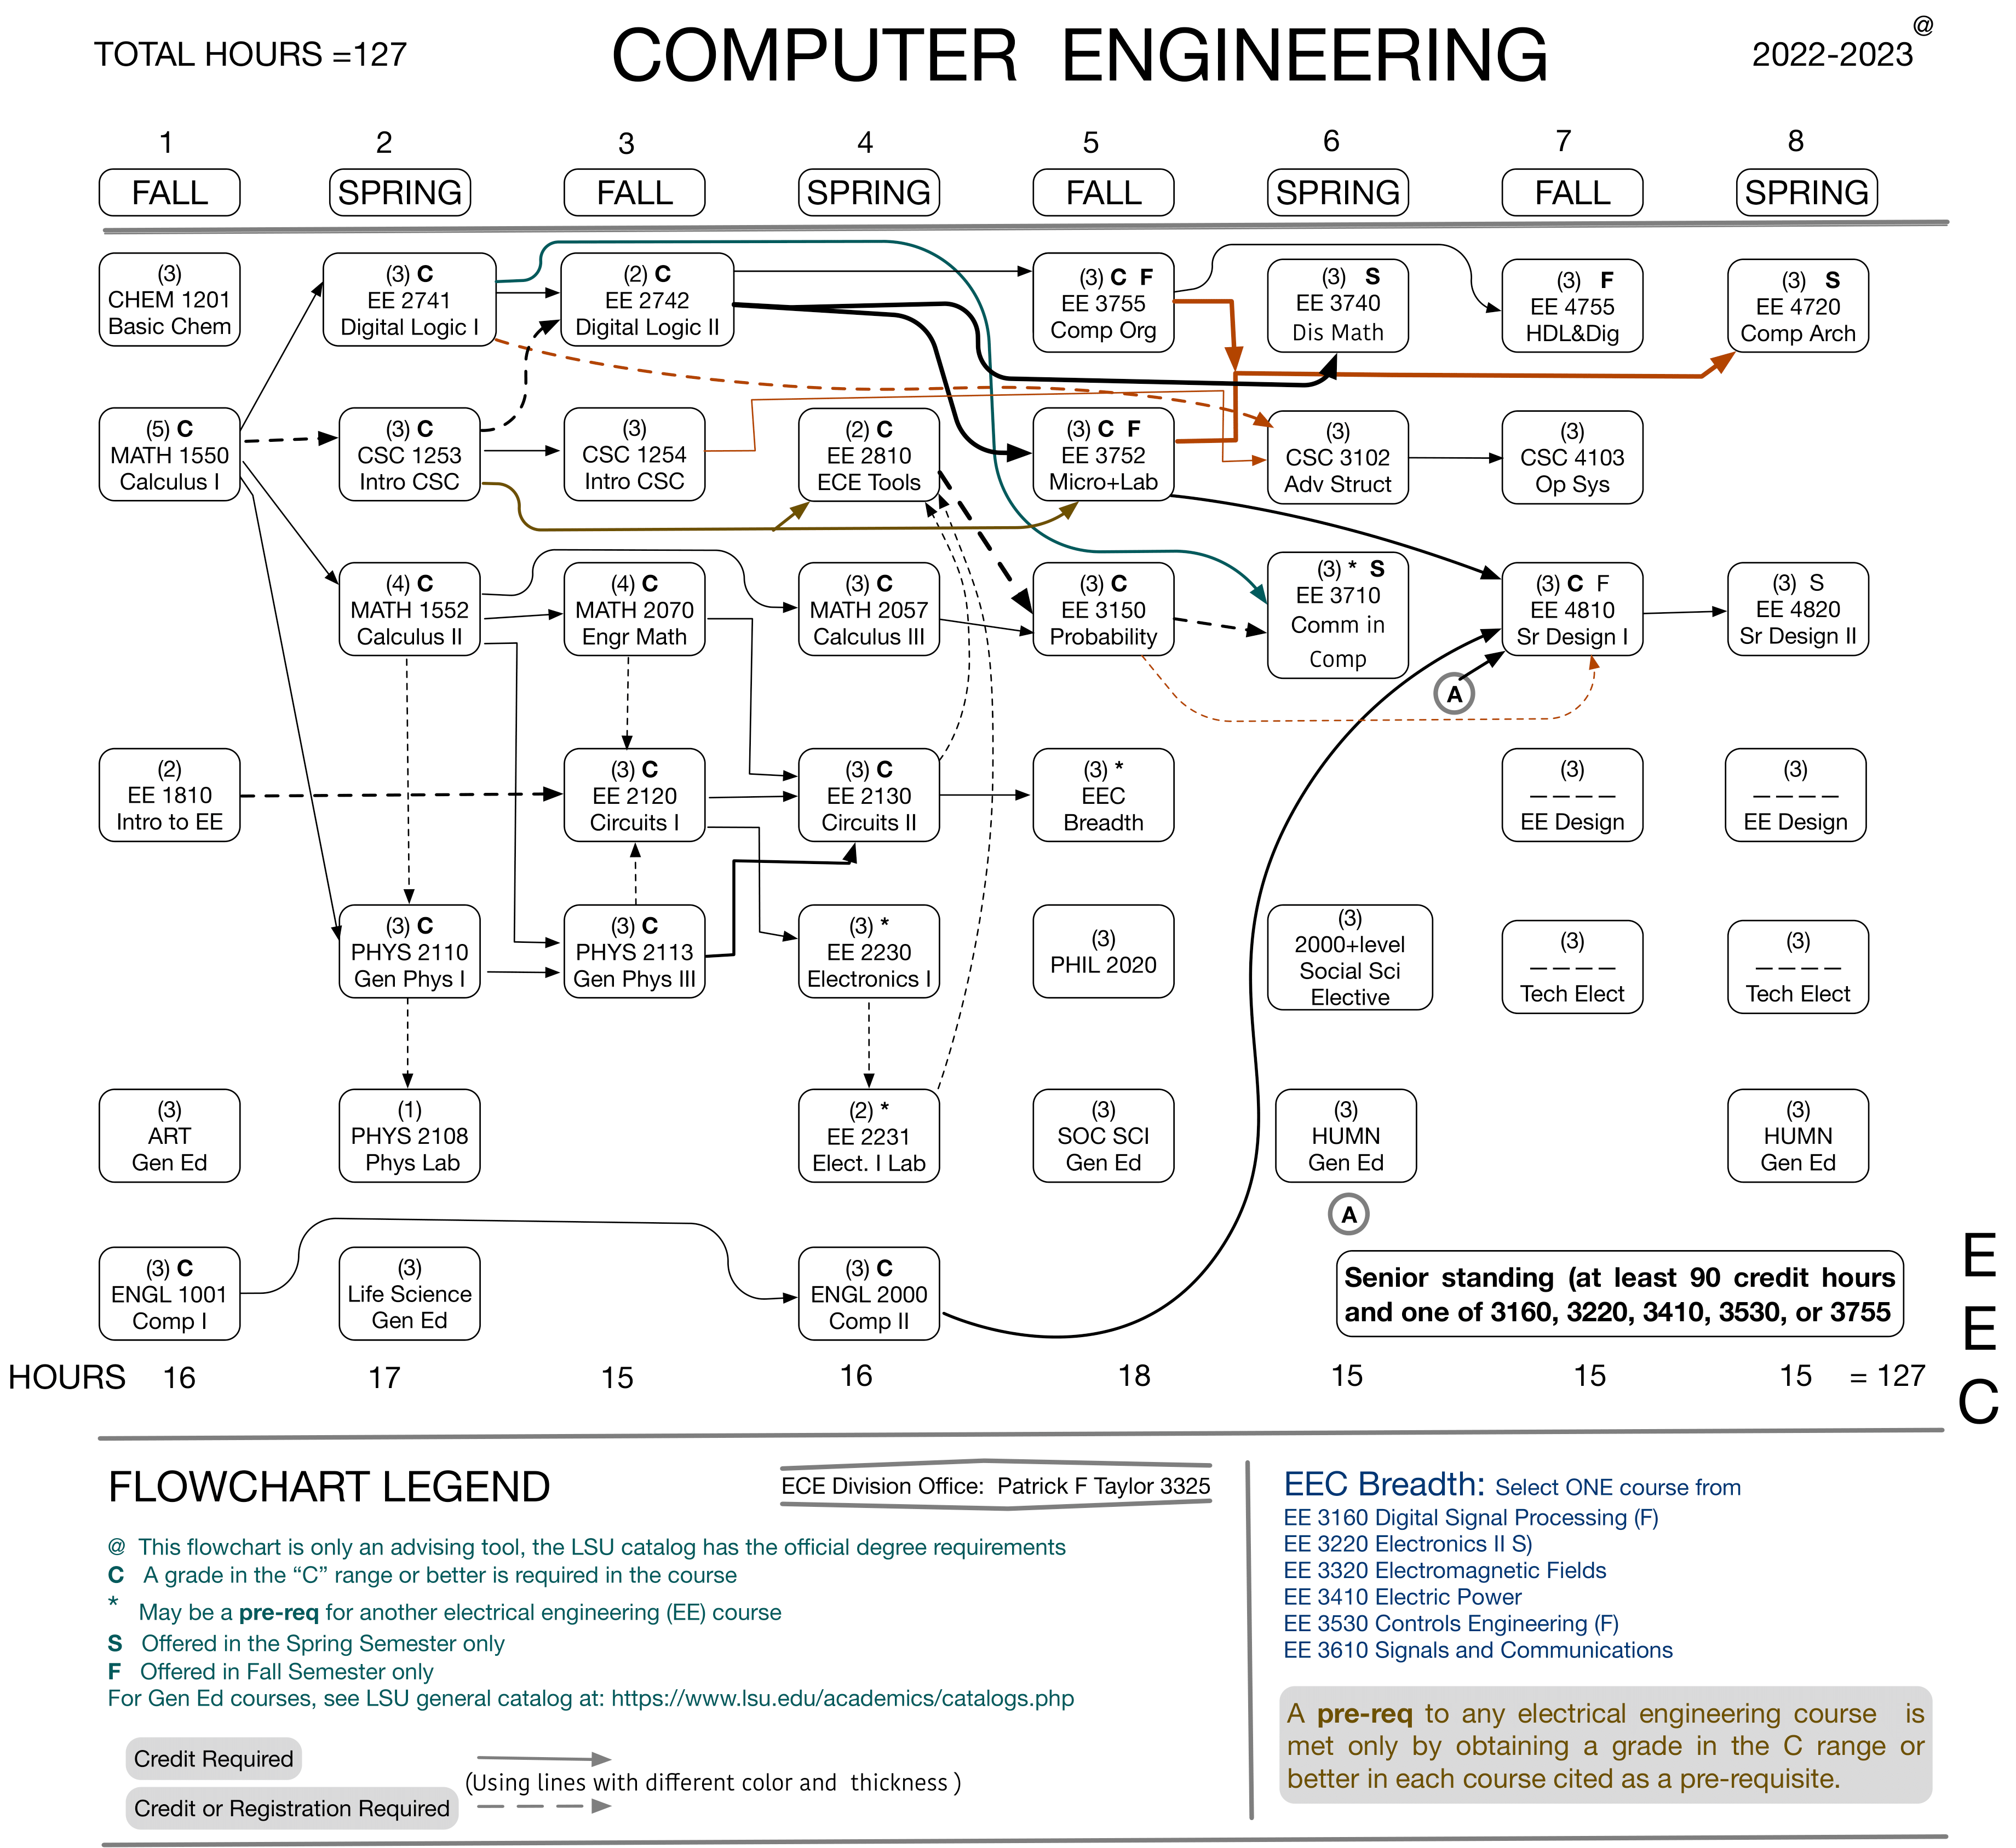 TOTAL HOURS =127
COMPUTER ENGINEERING
2022-2023 @
1 2 3 4 5 6 7 8
FALL SPRING FALL SPRING FALL SPRING FALL SPRING
(3)
CHEM 1201
Basic Chem
(3) C
EE 2741
Digital Logic I
(2) C
EE 2742
Digital Logic II
(3) C F
EE 3755
Comp Org
(3) S
EE 3740
Dis Math
(3) F
EE 4755
HDL&Dig
(3) S
EE 4720
Comp Arch
(5) C
MATH 1550
Calculus I
(3) C
CSC 1253
Intro CSC
(3)
CSC 1254
Intro CSC
(2) C
EE 2810
ECE Tools
(3) C F
EE 3752
Micro+Lab
(3)
CSC 3102
Adv Struct
(3)
CSC 4103
Op Sys
(4) C
MATH 1552
Calculus II
(4) C
MATH 2070
Engr Math
(3) C
MATH 2057
Calculus III
(3) C
EE 3150
Probability
(3) * S
EE 3710
Comm in
Comp
(3) C F
EE 4810
Sr Design I
(3) S
EE 4820
Sr Design II
A
(2)
EE 1810
Intro to EE
(3) C
EE 2120
Circuits I
(3) C
EE 2130
Circuits II
(3) *
EEC
Breadth
(3)
_ _ _ _
EE Design
(3)
_ _ _ _
EE Design
(3) C
PHYS 2110
Gen Phys I
(3) C
PHYS 2113
Gen Phys III
(3) *
EE 2230
Electronics I
(3)
PHIL 2020
(3)
2000+level
Social Sci
Elective
(3)
_ _ _ _
Tech Elect
(3)
_ _ _ _
Tech Elect
(3)
ART
Gen Ed
(1)
PHYS 2108
Phys Lab
(2) *
EE 2231
Elect. I Lab
(3)
SOC SCI
Gen Ed
(3)
HUMN
Gen Ed
(3)
HUMN
Gen Ed
A
(3) C
ENGL 1001
Comp I
(3)
Life Science
Gen Ed
(3) C
ENGL 2000
Comp II
Senior standing (at least 90 credit hours
and one of 3160, 3220, 3410, 3530, or 3755
E
E
C
HOURS 16 17 15 16 18 15 15 15 = 127
FLOWCHART LEGEND
ECE Division Office: Patrick F Taylor 3325
@ This flowchart is only an advising tool, the LSU catalog has the official degree requirements
C A grade in the “C” range or better is required in the course
* May be a pre-req for another electrical engineering (EE) course
S Offered in the Spring Semester only
F Offered in Fall Semester only
For Gen Ed courses, see LSU general catalog at: https://www.lsu.edu/academics/catalogs.php
Credit Required
(Using lines with different color and thickness )
Credit or Registration Required
EEC Breadth: Select ONE course from
EE 3160 Digital Signal Processing (F)
EE 3220 Electronics II S)
EE 3320 Electromagnetic Fields
EE 3410 Electric Power
EE 3530 Controls Engineering (F)
EE 3610 Signals and Communications
A pre-req to any electrical engineering course is
met only by obtaining a grade in the C range or
better in each course cited as a pre-requisite.